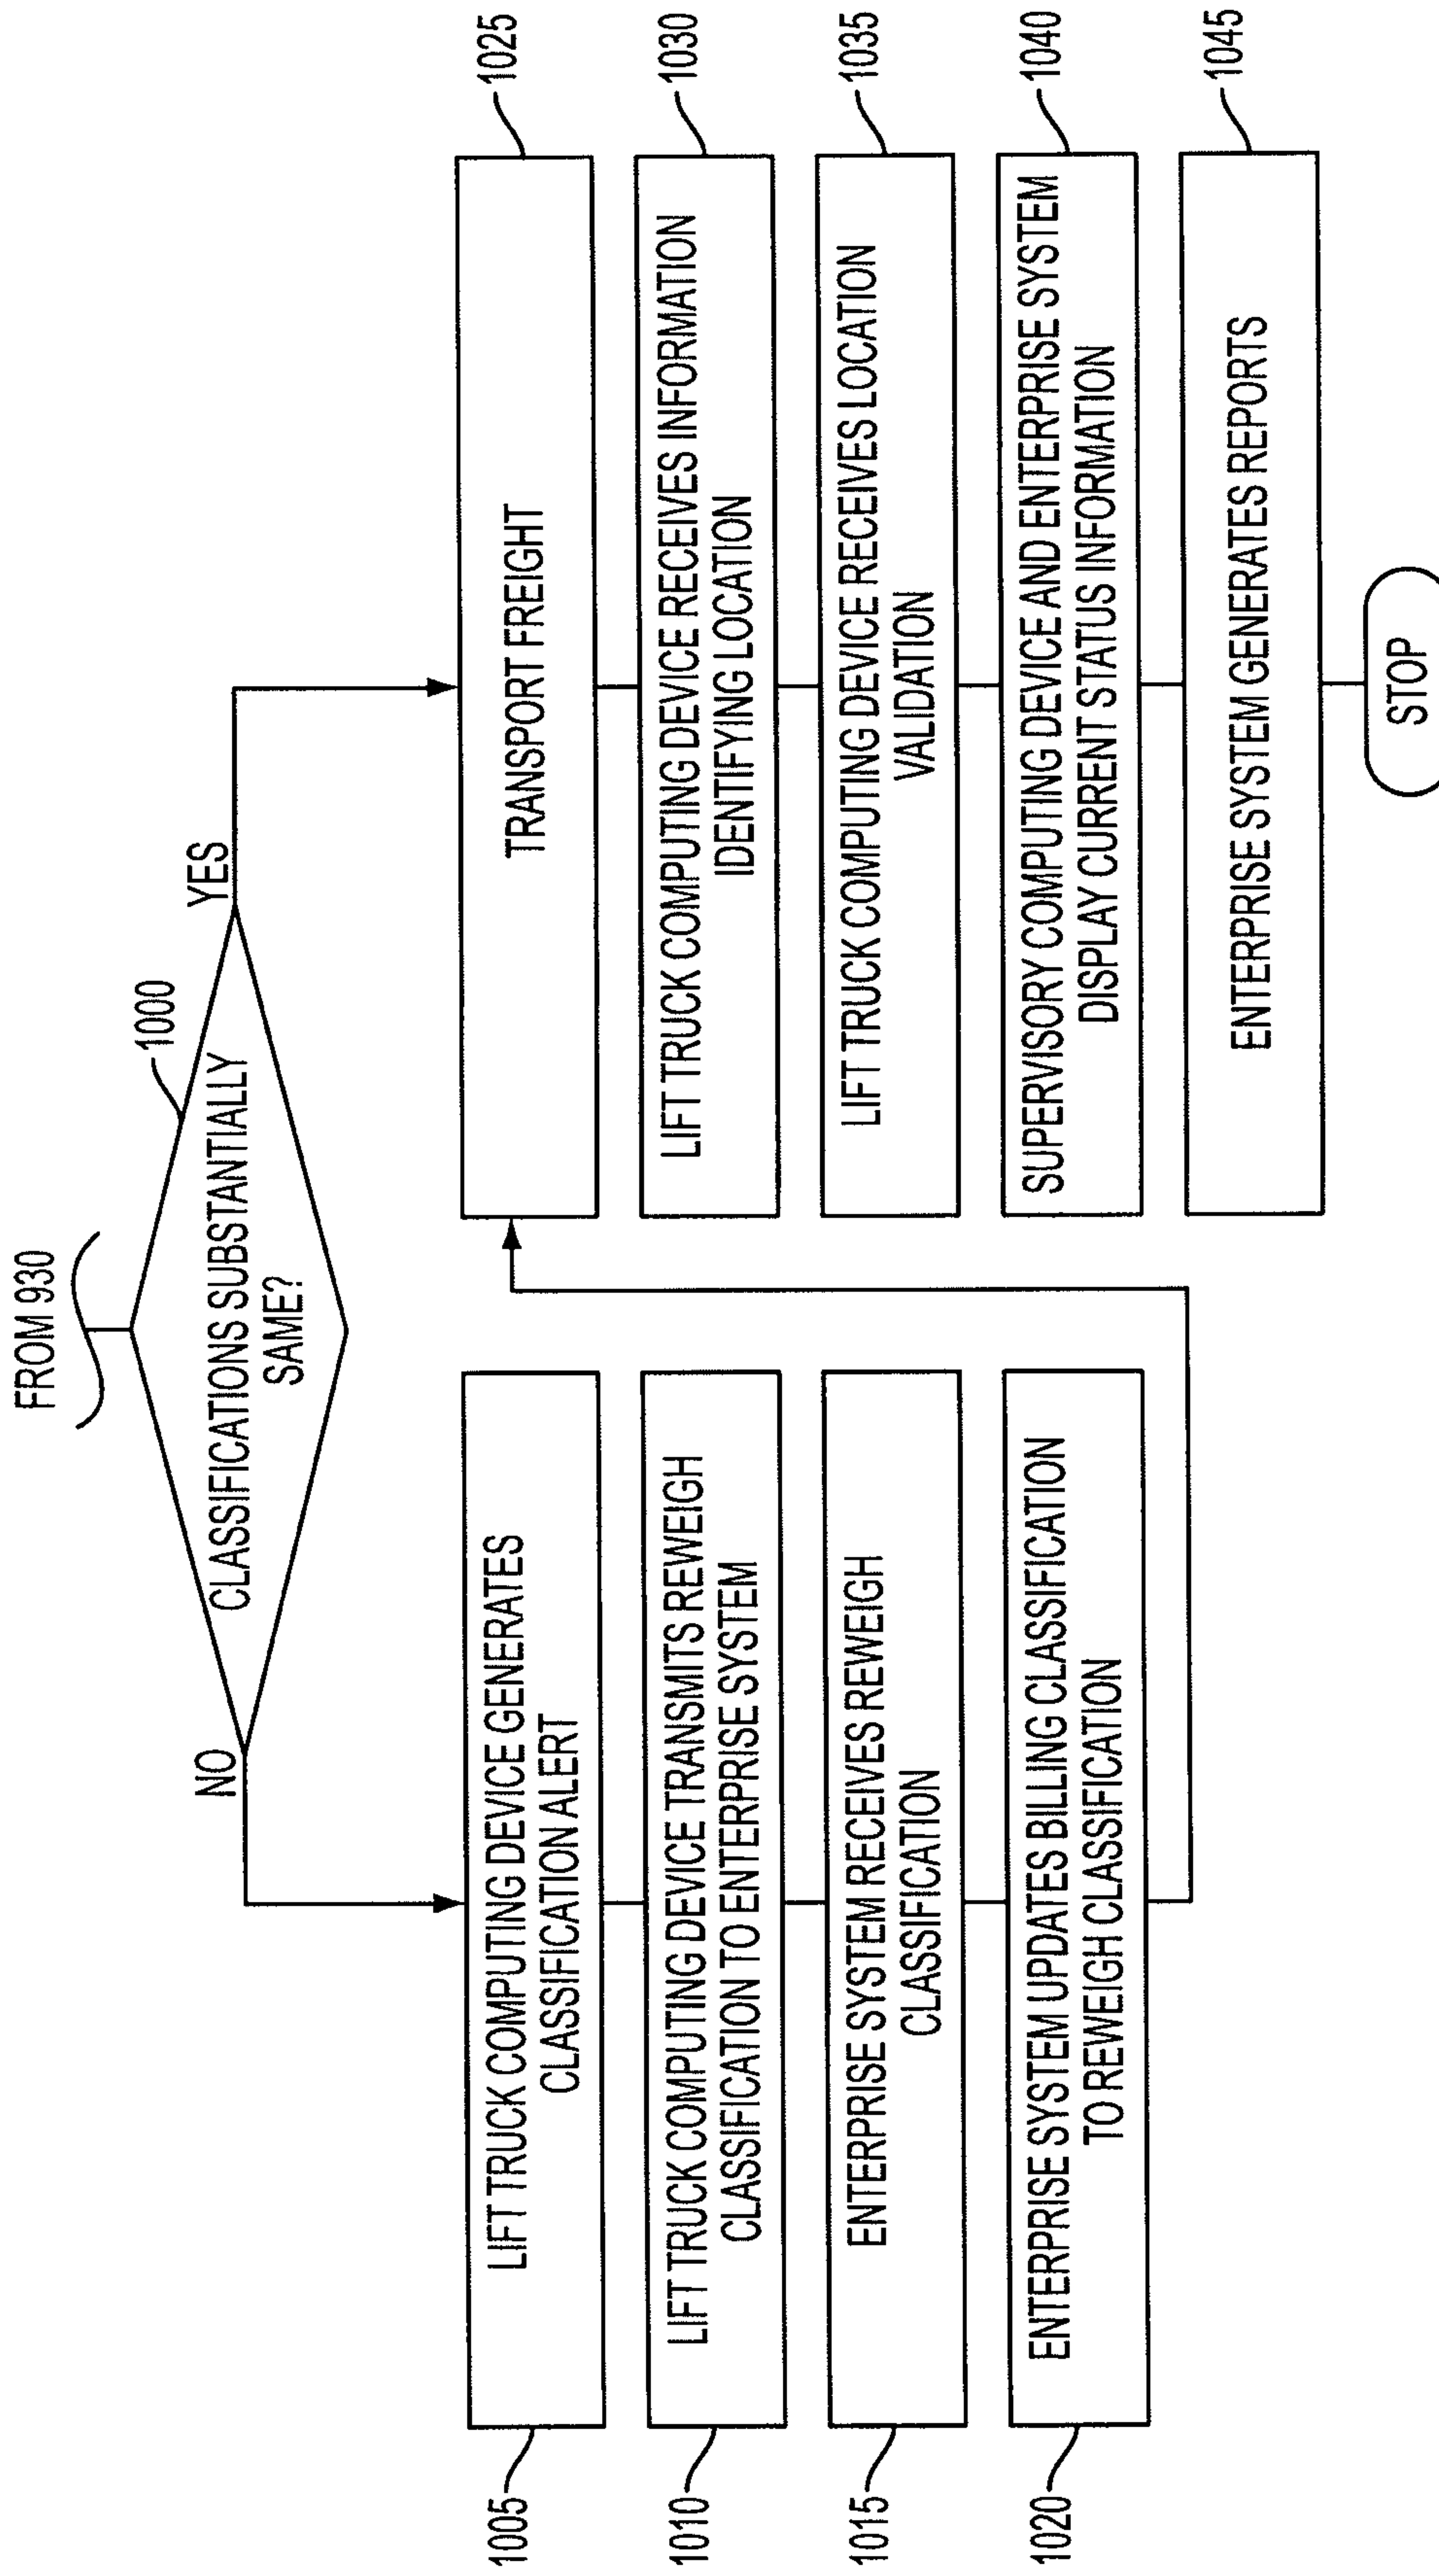 FROM 930
1000
CLASSIFICATIONS SUBSTANTIALLY
SAME?
NO
YES
1005
LIFT TRUCK COMPUTING DEVICE GENERATES
CLASSIFICATION ALERT
1010
LIFT TRUCK COMPUTING DEVICE TRANSMITS REWEIGH
CLASSIFICATION TO ENTERPRISE SYSTEM
1015
ENTERPRISE SYSTEM RECEIVES REWEIGH
CLASSIFICATION
1020
ENTERPRISE SYSTEM UPDATES BILLING CLASSIFICATION
TO REWEIGH CLASSIFICATION
TRANSPORT FREIGHT
1025
LIFT TRUCK COMPUTING DEVICE RECEIVES INFORMATION
IDENTIFYING LOCATION
1030
LIFT TRUCK COMPUTING DEVICE RECEIVES LOCATION
VALIDATION
1035
SUPERVISORY COMPUTING DEVICE AND ENTERPRISE SYSTEM
DISPLAY CURRENT STATUS INFORMATION
1040
ENTERPRISE SYSTEM GENERATES REPORTS
1045
STOP